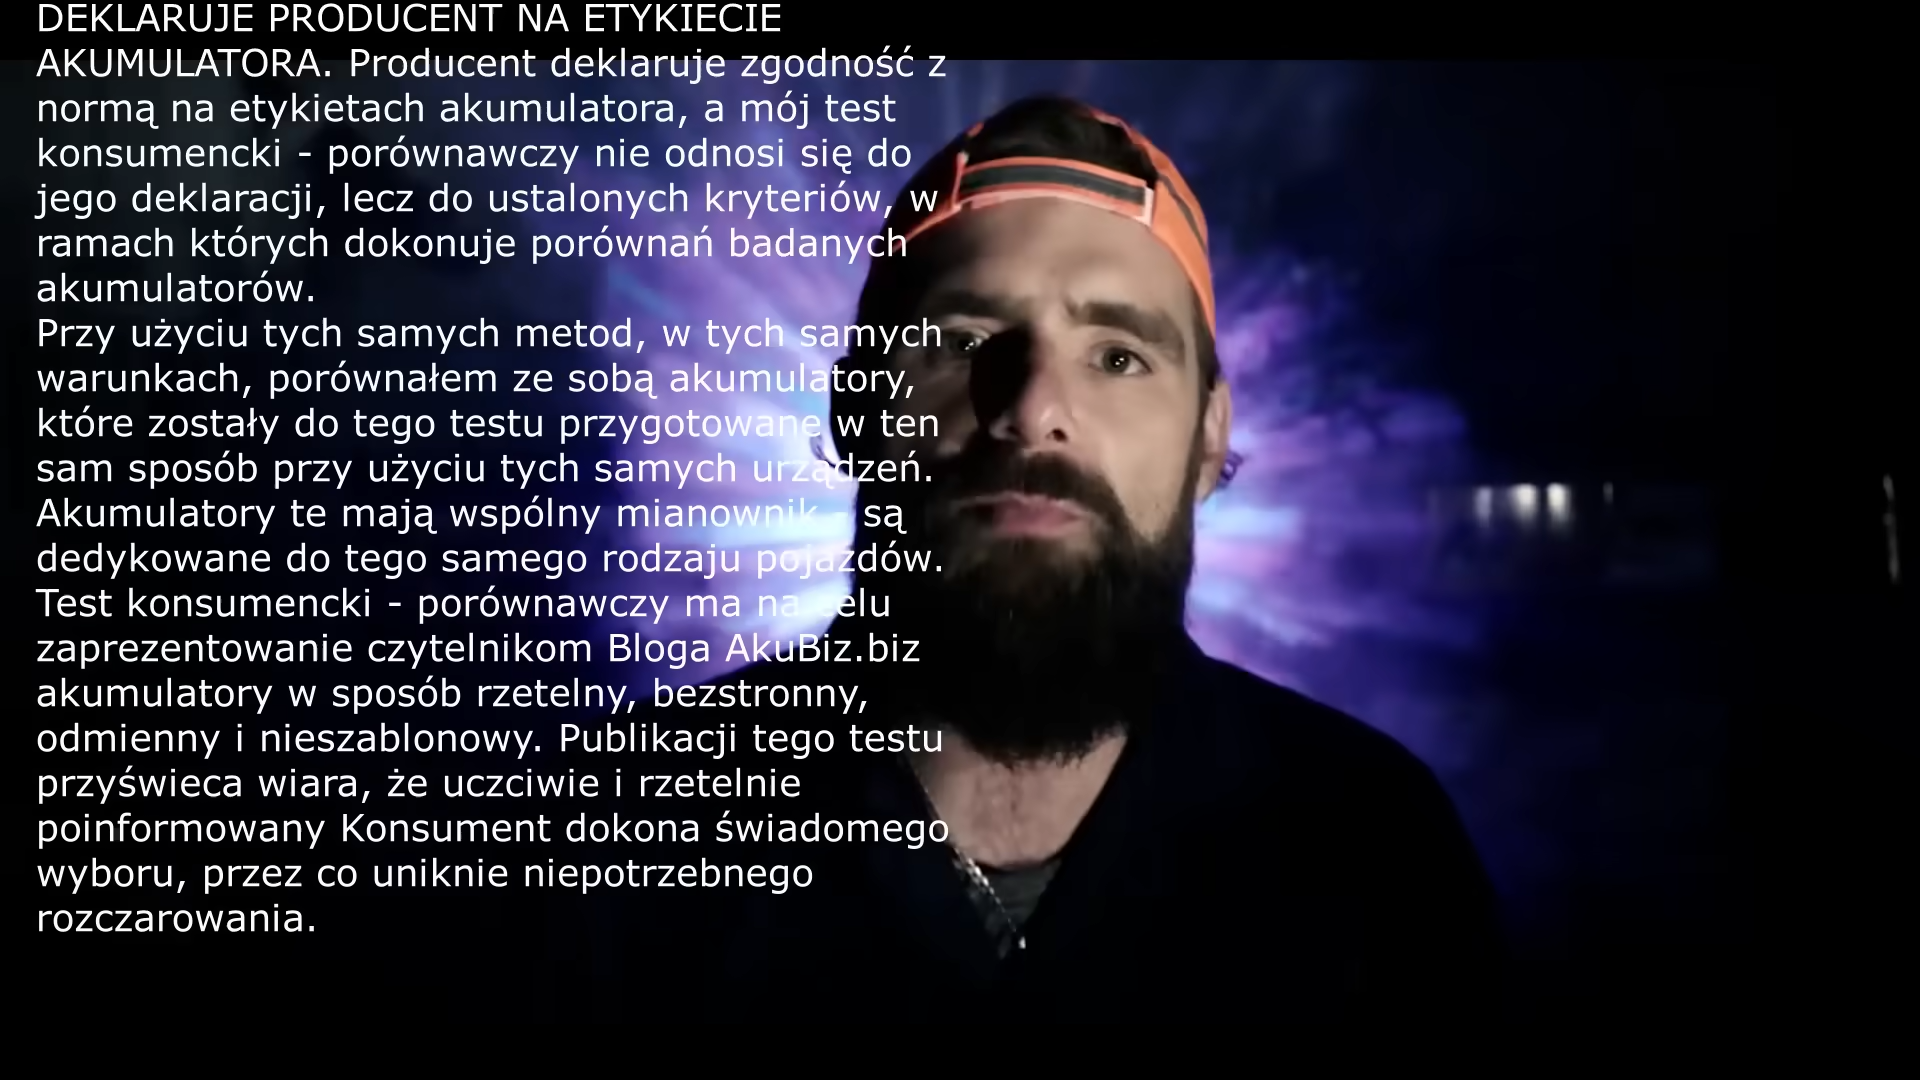 DEKLARUJE PRODUCENT NA ETYKIECIE
AKUMULATORA. Producent deklaruje zgodność z
normą na etykietach akumulatora, a mój test
konsumencki - porównawczy nie odnosi się do
jego deklaracji, lecz do ustalonych kryteriów, w
ramach których dokonuje porównań badanych
akumulatorów.
Przy użyciu tych samych metod, w tych samych
warunkach, porównałem ze sobą akumulatory,
które zostały do tego testu przygotowane w ten
sam sposób przy użyciu tych samych urządzeń.
Akumulatory te mają wspólny mianownik - są
dedykowane do tego samego rodzaju pojazdów.
Test konsumencki - porównawczy ma na celu
zaprezentowanie czytelnikom Bloga AkuBiz.biz
akumulatory w sposób rzetelny, bezstronny,
odmienny i nieszablonowy. Publikacji tego testu
przyświeca wiara, że uczciwie i rzetelnie
poinformowany Konsument dokona świadomego
wyboru, przez co uniknie niepotrzebnego
rozczarowania.